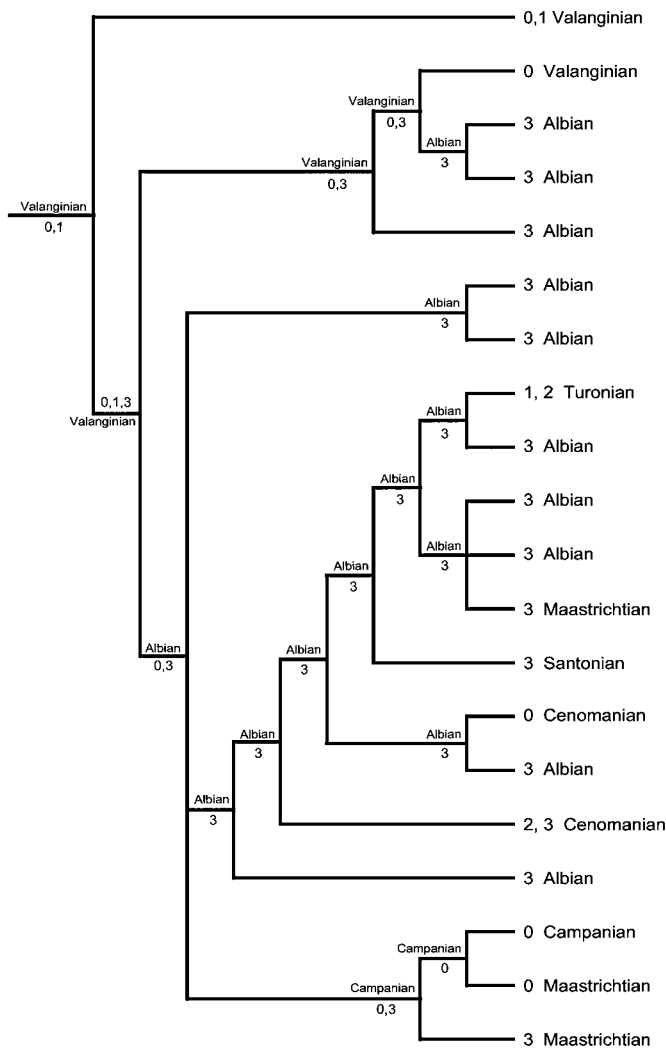 0,1 Valanginian
0 Valanginian
Valanginian
0,3
3 Albian
Albian
3
Valanginian
0,3
3 Albian
Valanginian
0,1
3 Albian
3 Albian
Albian
3
3 Albian
1, 2 Turonian
0,1,3
Valanginian
Albian
3
3 Albian
Albian
3
3 Albian
Albian
3
3 Albian
Albian
3
3 Maastrichtian
Albian
0,3
Albian
3
3 Santonian
0 Cenomanian
Albian
3
Albian
3
3 Albian
Albian
3
2, 3 Cenomanian
3 Albian
0 Campanian
Campanian
0
0 Maastrichtian
Campanian
0,3
3 Maastrichtian